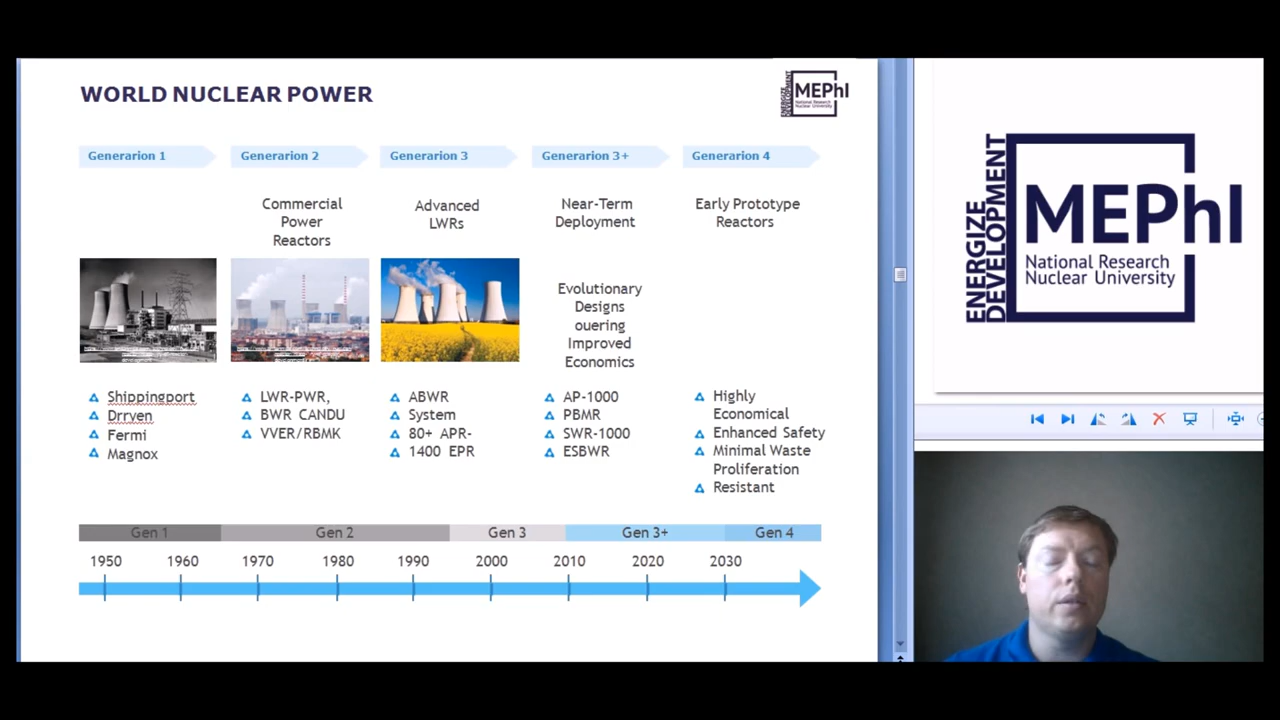 WORLD NUCLEAR POWER
ENERGIZE
DEVELOPMENT
MEPhI
National Research
Nuclear University
Generarion 1
Generarion 2
Generarion 3
Generarion 3+
Generarion 4
Commercial
Power
Reactors
Advanced
LWRs
Near-Term
Deployment
Early Prototype
Reactors
Evolutionary
Designs
ouering
Improved
Economics
Shippingport
Drrven
Fermi
Magnox
LWR-PWR,
BWR CANDU
VVER/RBMK
ABWR
System
80+ APR-
1400 EPR
AP-1000
PBMR
SWR-1000
ESBWR
Highly
Economical
Enhanced Safety
Minimal Waste
Proliferation
Resistant
Gen 1
Gen 2
Gen 3
Gen 3+
Gen 4
1950
1960
1970
1980
1990
2000
2010
2020
2030
ENERGIZE
DEVELOPMENT
MEPhI
National Research
Nuclear University